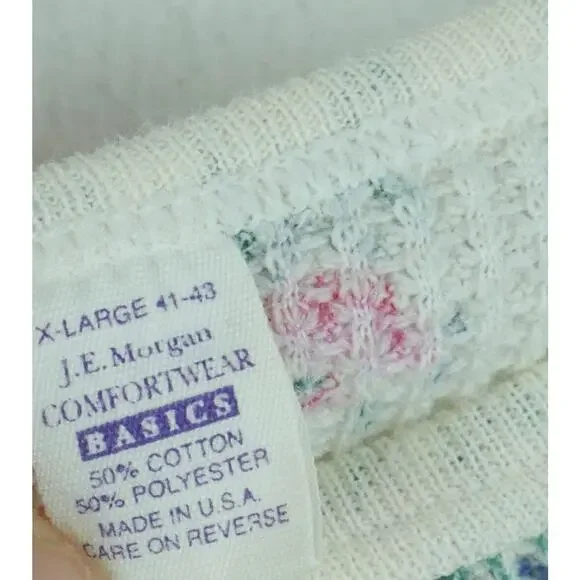 X-LARGE 41-43
J.E. Morgan
COMFORTWEAR
BASICS
50% COTTON
50% POLYESTER
MADE IN U.S.A.
CARE ON REVERSE